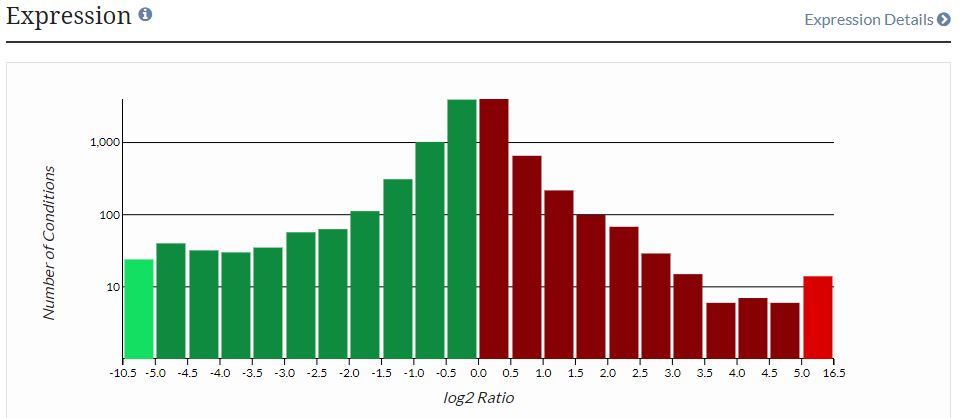 Expression
Expression Details
1,000
100
10
Number of Conditions
-10.5 -5.0 -4.5 -4.0 -3.5 -3.0 -2.5 -2.0 -1.5 -1.0 -0.5 0.0 0.5 1.0 1.5 2.0 2.5 3.0 3.5 4.0 4.5 5.0 16.5
log2 Ratio